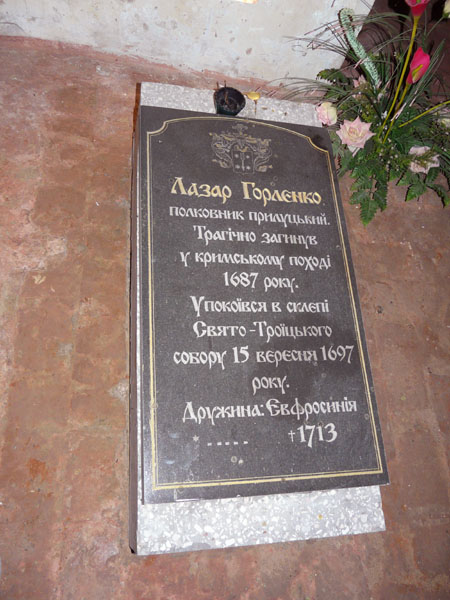 Лазар Горленко
полковник прилуцький.
Трагічно загинув
у кримському поході
1687 року.
Упокоївся в склепі
Свято-Троїцького
собору 15 вересня 1697
року.
Дружина: Євфросинія
* ..... +1713